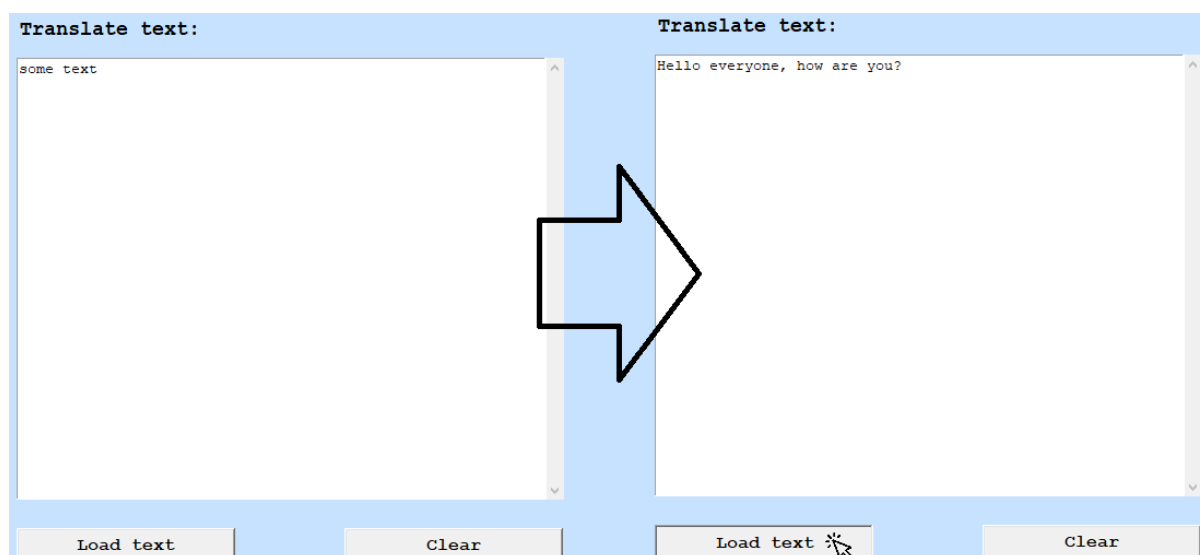 Translate text:
some text
Load text
Clear
Translate text:
Hello everyone, how are you?
Load text
Clear